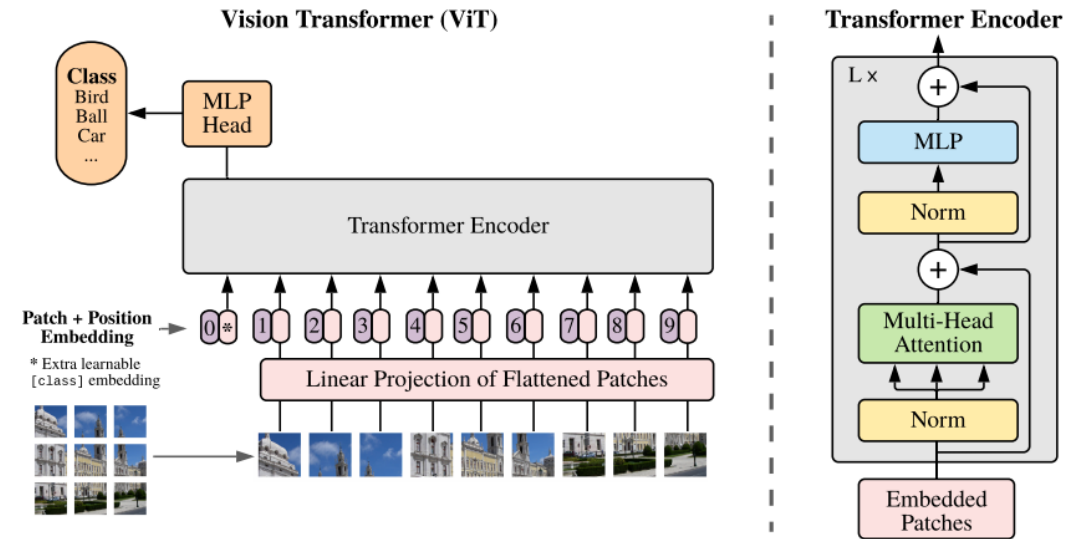 Vision Transformer (ViT)
Class
Bird
Ball
Car
...
MLP
Head
Transformer Encoder
Patch + Position
Embedding
0 * 1 2 3 4 5 6 7 8 9
* Extra learnable
[class] embedding
Linear Projection of Flattened Patches
Transformer Encoder
L ×
+
MLP
Norm
+
Multi-Head
Attention
Norm
Embedded
Patches